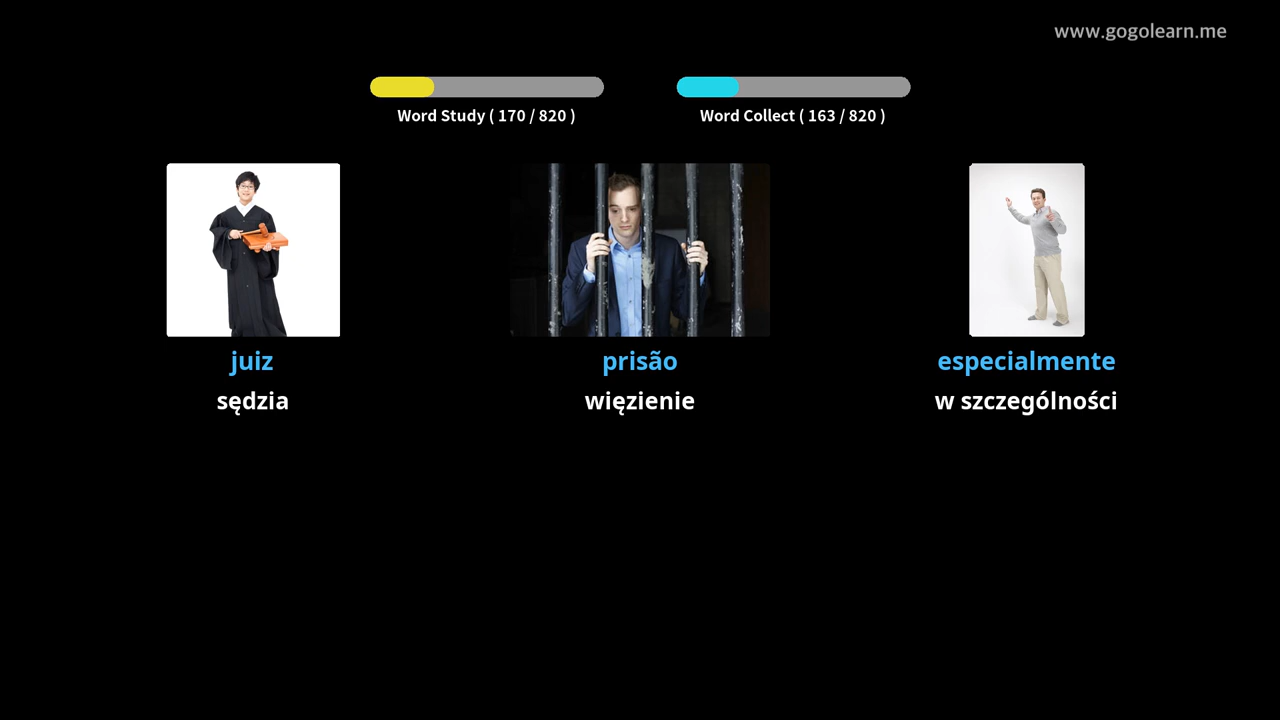 www.gogolearn.me
Word Study ( 170 / 820 )
Word Collect ( 163 / 820 )
juiz
sędzia
prisão
więzienie
especialmente
w szczególności